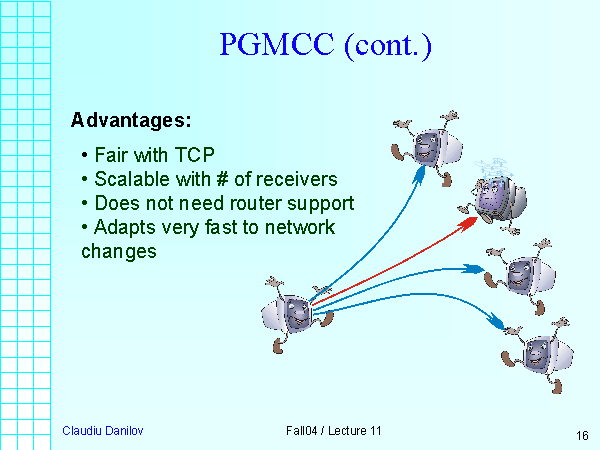 PGMCC (cont.)
Advantages:
• Fair with TCP
• Scalable with # of receivers
• Does not need router support
• Adapts very fast to network
changes
Claudiu Danilov
Fall04 / Lecture 11
16